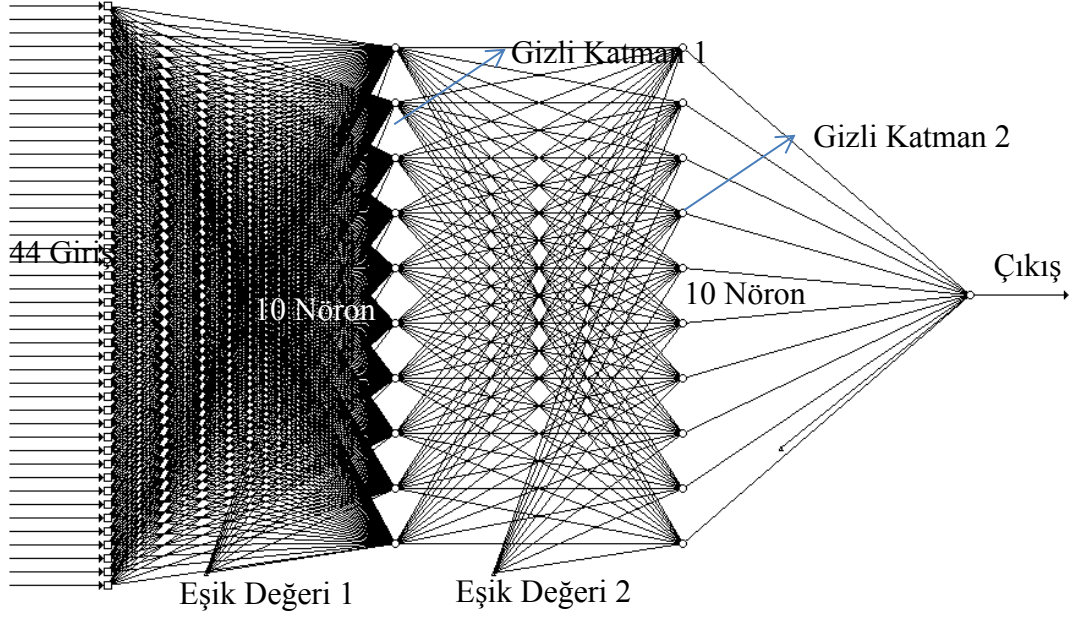 Gizli Katman 1
Gizli Katman 2
44 Giriş
Çıkış
10 Nöron
10 Nöron
Eşik Değeri 1
Eşik Değeri 2